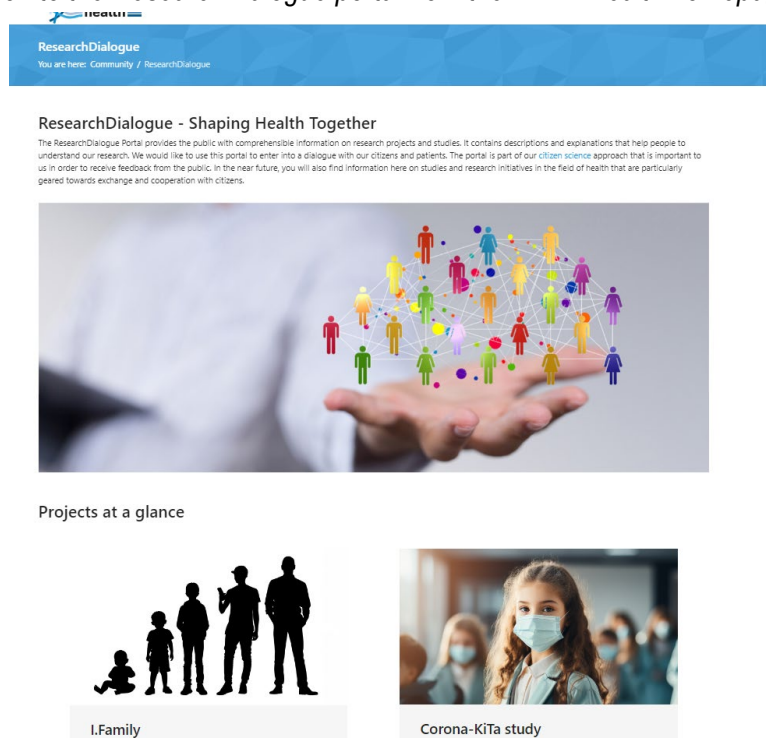 health
ResearchDialogue
You are here: Community / ResearchDialogue
ResearchDialogue - Shaping Health Together
The ResearchDialogue Portal provides the public with comprehensible information on research projects and studies. It contains descriptions and explanations that help people to
understand our research. We would like to use this portal to enter into a dialogue with our citizens and patients. The portal is part of our citizen science approach that is important to
us in order to receive feedback from the public. In the near future, you will also find information here on studies and research initiatives in the field of health that are particularly
geared towards exchange and cooperation with citizens.
Projects at a glance
I.Family
Corona-KiTa study